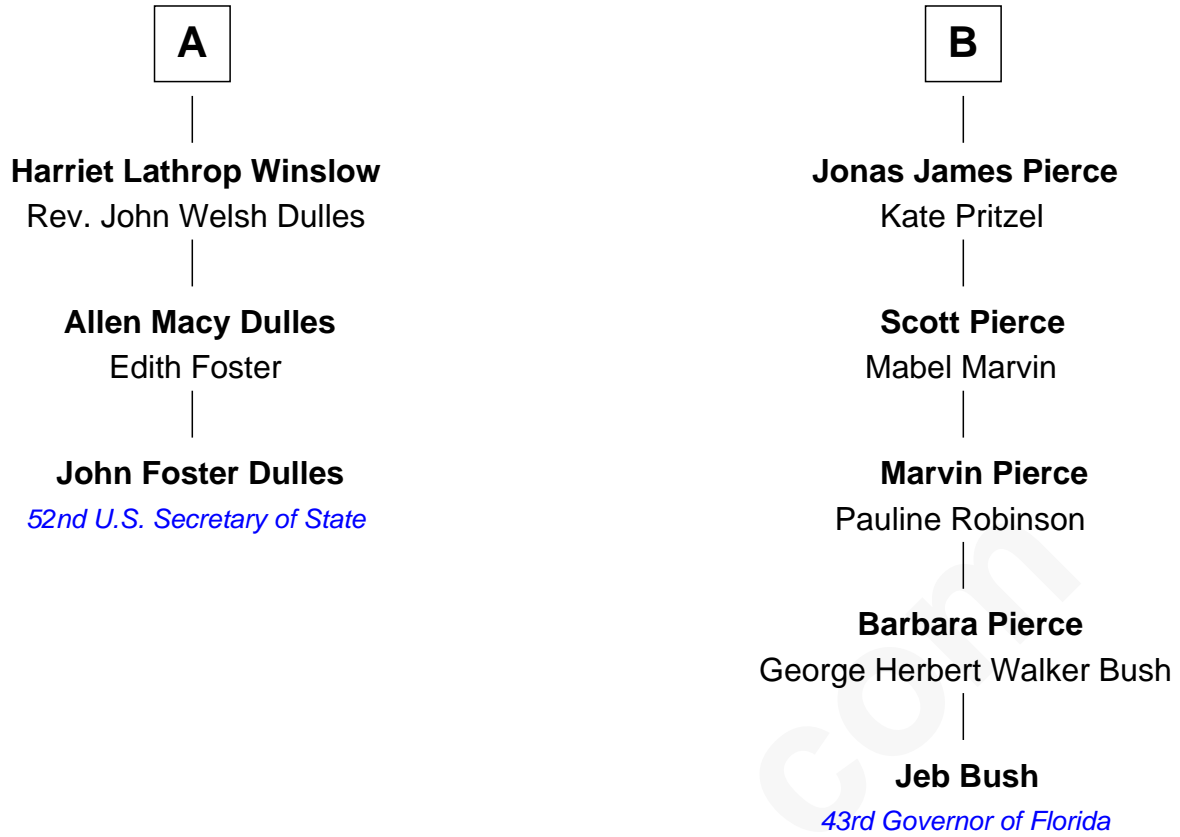 A
Harriet Lathrop Winslow
Rev. John Welsh Dulles
Allen Macy Dulles
Edith Foster
John Foster Dulles
52nd U.S. Secretary of State
B
Jonas James Pierce
Kate Pritzel
Scott Pierce
Mabel Marvin
Marvin Pierce
Pauline Robinson
Barbara Pierce
George Herbert Walker Bush
Jeb Bush
43rd Governor of Florida
com